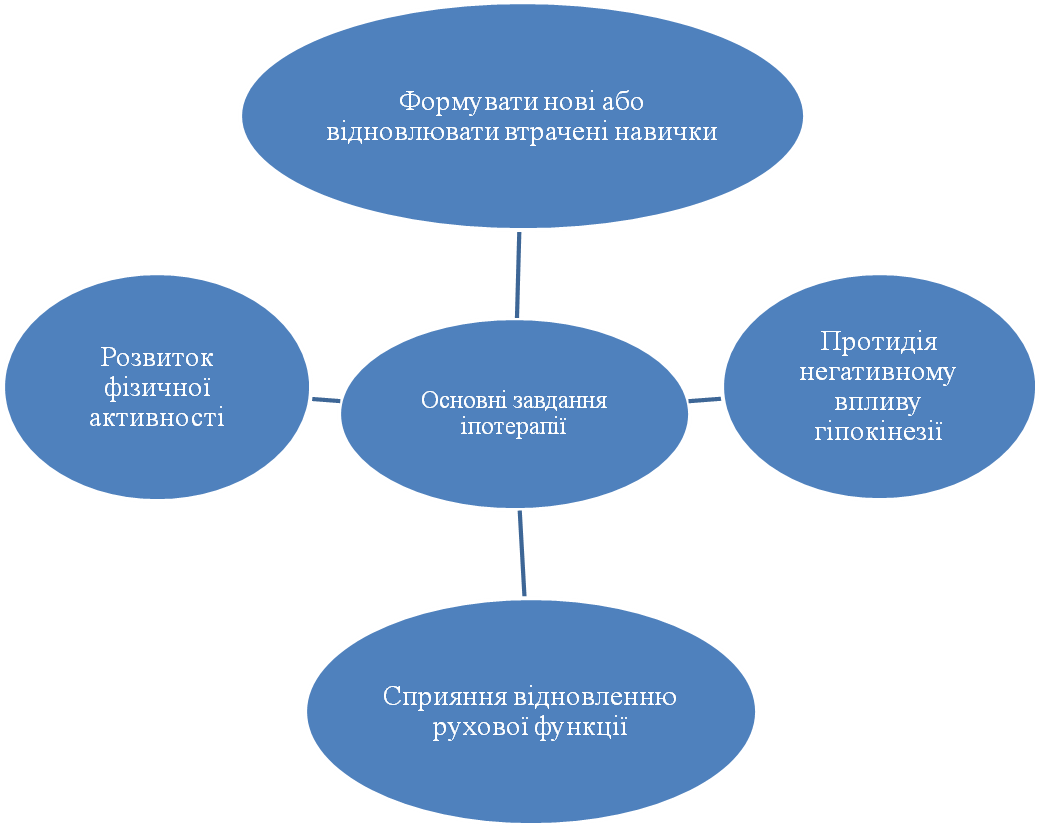 Формувати нові або
відновлювати втрачені навички
Розвиток
фізичної
активності
Основні завдання
іпотерапії
Протидія
негативному
впливу
гіпокінезії
Сприяння відновленню
рухової функції